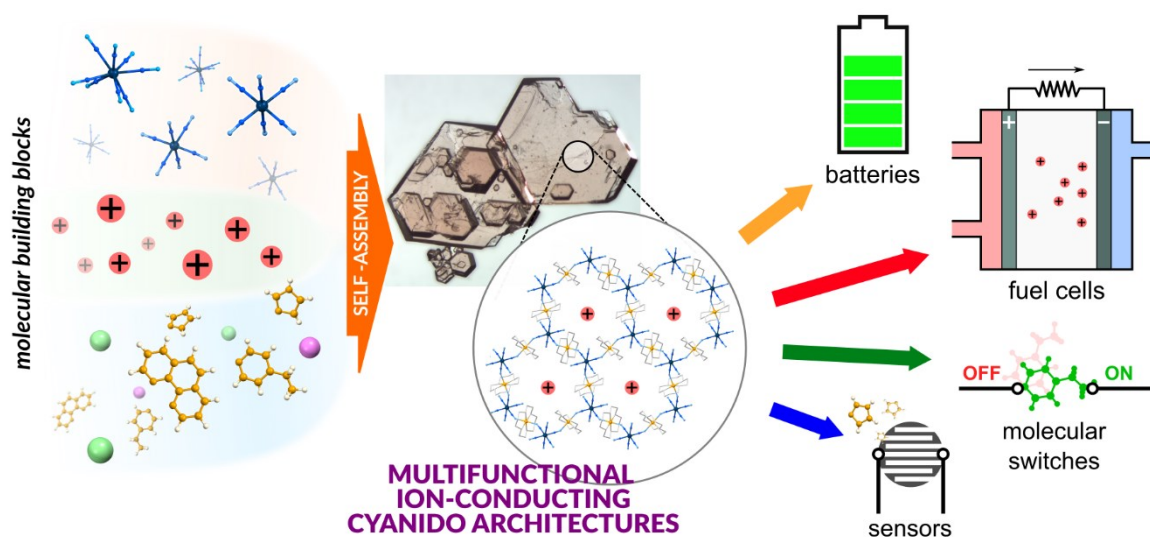 molecular building blocks
SELF-ASSEMBLY
MULTIFUNCTIONAL
ION-CONDUCTING
CYANIDO ARCHITECTURES
batteries
fuel cells
OFF
ON
molecular
switches
sensors